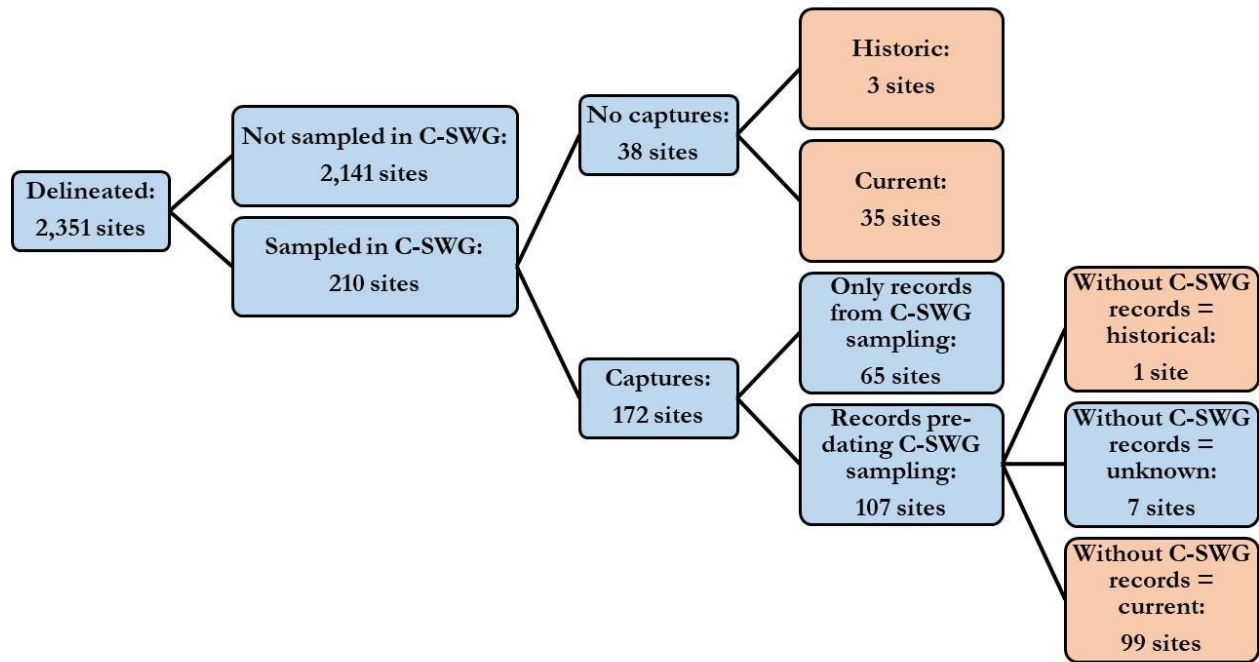 Delineated:
2,351 sites
Not sampled in C-SWG:
2,141 sites
Sampled in C-SWG:
210 sites
No captures:
38 sites
Captures:
172 sites
Historic:
3 sites
Current:
35 sites
Only records
from C-SWG
sampling:
65 sites
Records pre-
dating C-SWG
sampling:
107 sites
Without C-SWG
records =
historical:
1 site
Without C-SWG
records =
unknown:
7 sites
Without C-SWG
records =
current:
99 sites